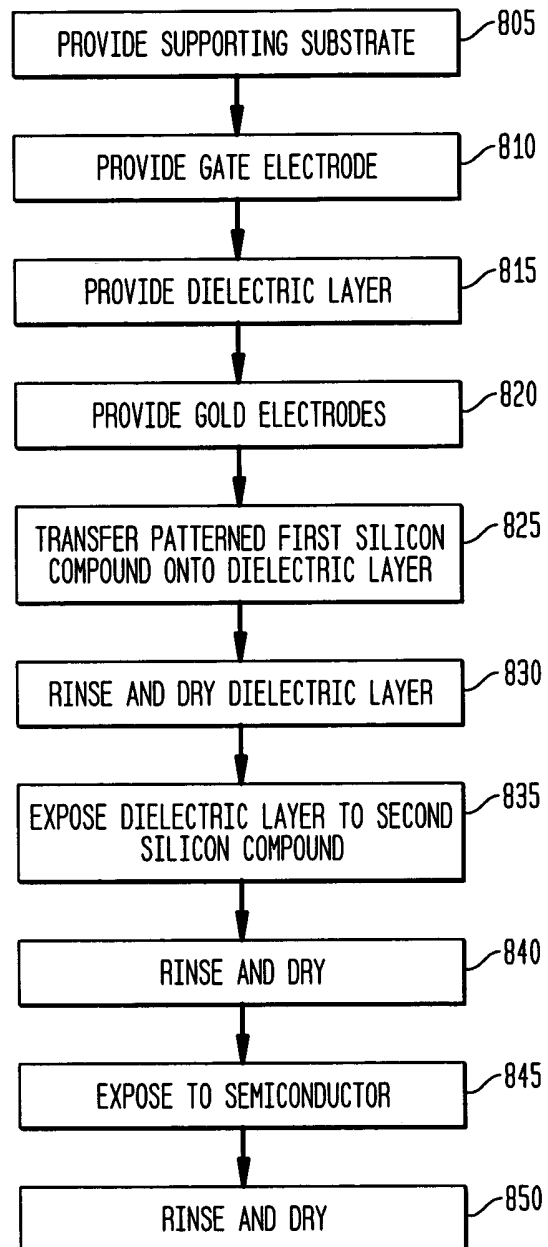 PROVIDE SUPPORTING SUBSTRATE
805
PROVIDE GATE ELECTRODE
810
PROVIDE DIELECTRIC LAYER
815
PROVIDE GOLD ELECTRODES
820
TRANSFER PATTERNED FIRST SILICON
COMPOUND ONTO DIELECTRIC LAYER
825
RINSE AND DRY DIELECTRIC LAYER
830
EXPOSE DIELECTRIC LAYER TO SECOND
SILICON COMPOUND
835
RINSE AND DRY
840
EXPOSE TO SEMICONDUCTOR
845
RINSE AND DRY
850